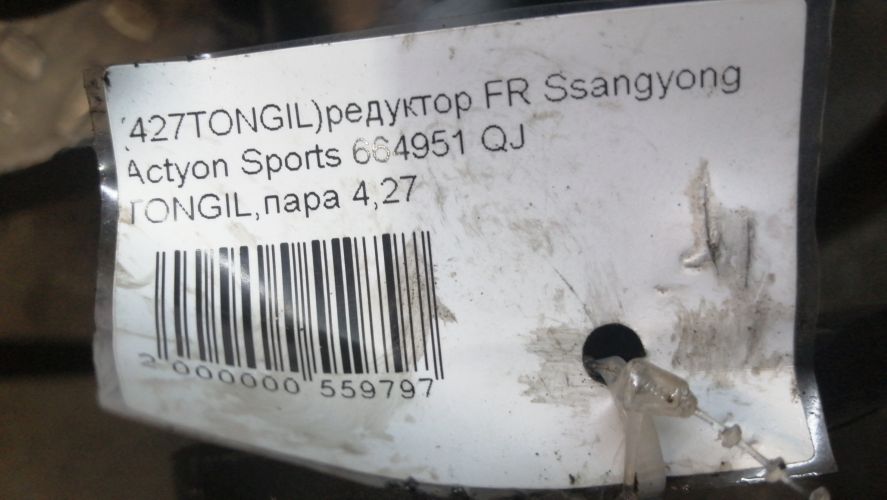 (427TONGIL)редуктор FR Ssangyong
Actyon Sports 664951 QJ
TONGIL,пара 4,27
2 000000 559797